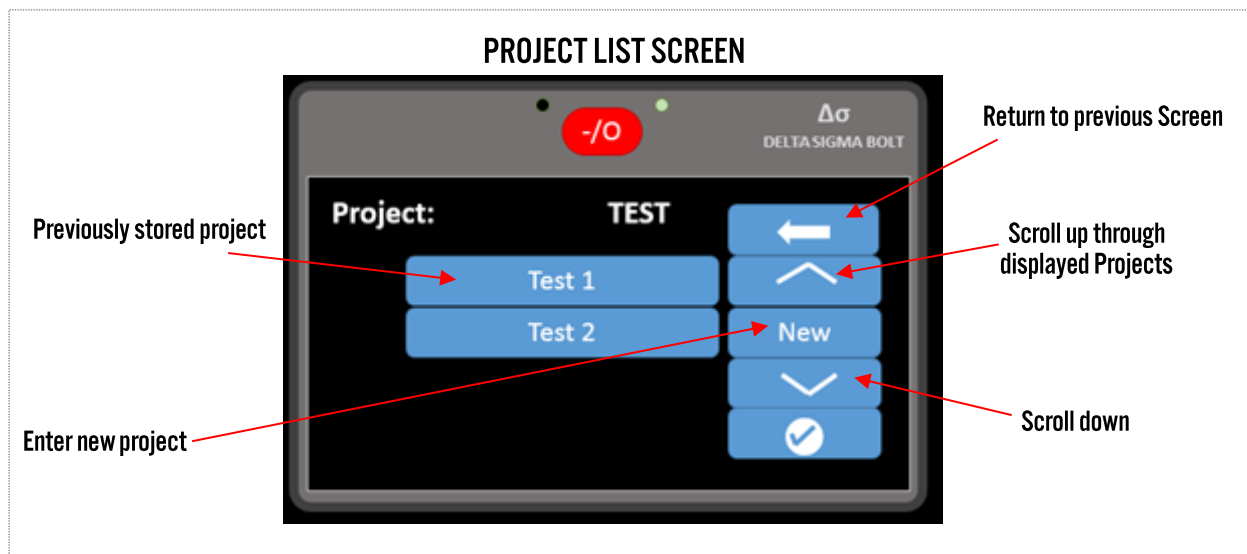 PROJECT LIST SCREEN
-/O
Δσ
DELTA SIGMA BOLT
Return to previous Screen
Project: TEST
Previously stored project
Scroll up through
displayed Projects
Test 1
Test 2
New
Enter new project
Scroll down